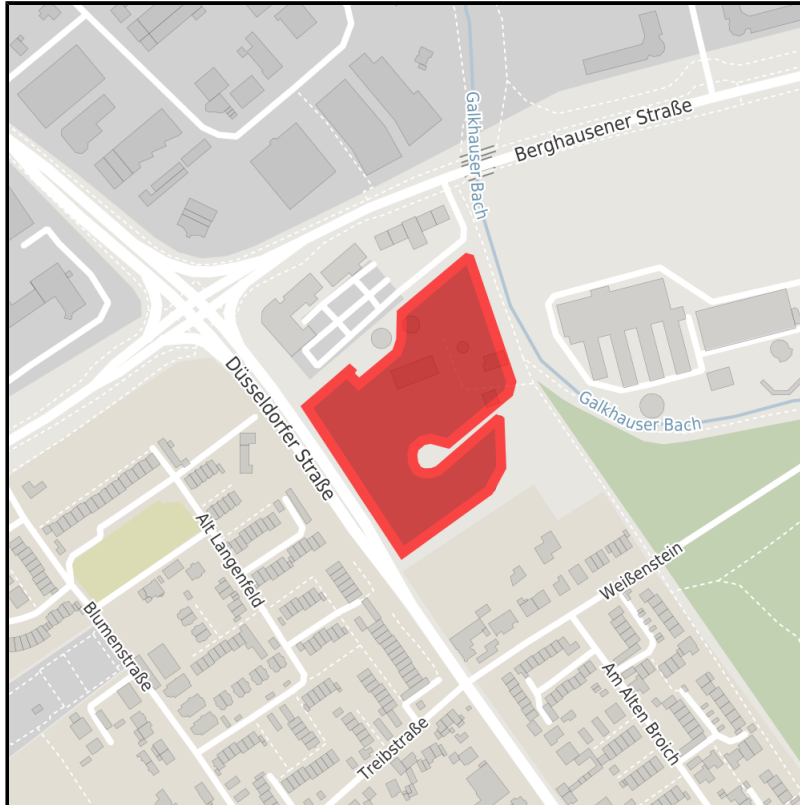 Berghausener Straße
Galkhauser Bach
Düsseldorfer Straße
Galkhauser Bach
Alt Langenfeld
Weißenstein
Blumenstraße
Am Alten Broich
Treibstraße